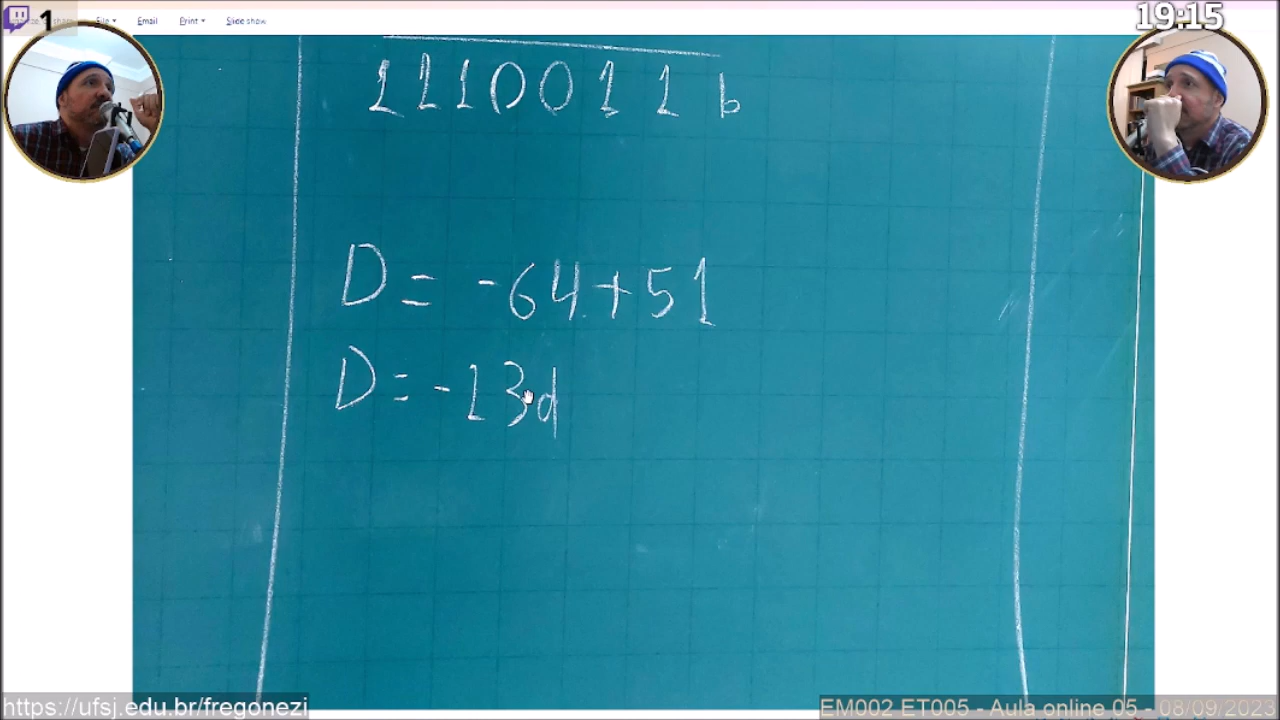 1
File ▾ Email Print ▾ Slide show
19:15
1110011 b
D = -64+51
D = -13d
https://ufsj.edu.br/fregonezi
EM002 ET005 - Aula online 05 - 08/09/2023